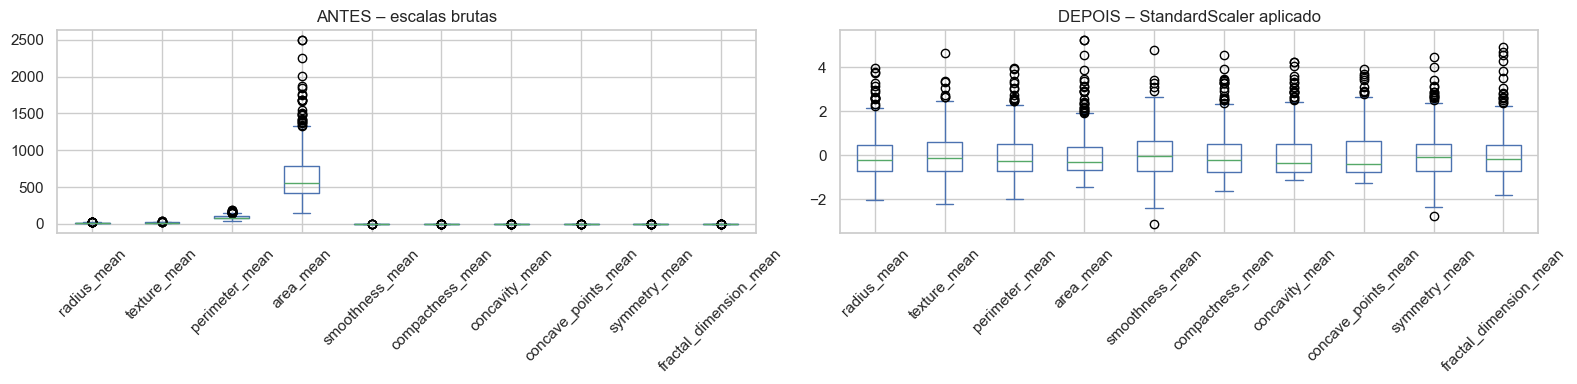 ANTES – escalas brutas
2500
2000
1500
1000
500
0
radius_mean
texture_mean
perimeter_mean
area_mean
smoothness_mean
compactness_mean
concavity_mean
concave_points_mean
symmetry_mean
fractal_dimension_mean
DEPOIS – StandardScaler aplicado
4
2
0
−2
radius_mean
texture_mean
perimeter_mean
area_mean
smoothness_mean
compactness_mean
concavity_mean
concave_points_mean
symmetry_mean
fractal_dimension_mean